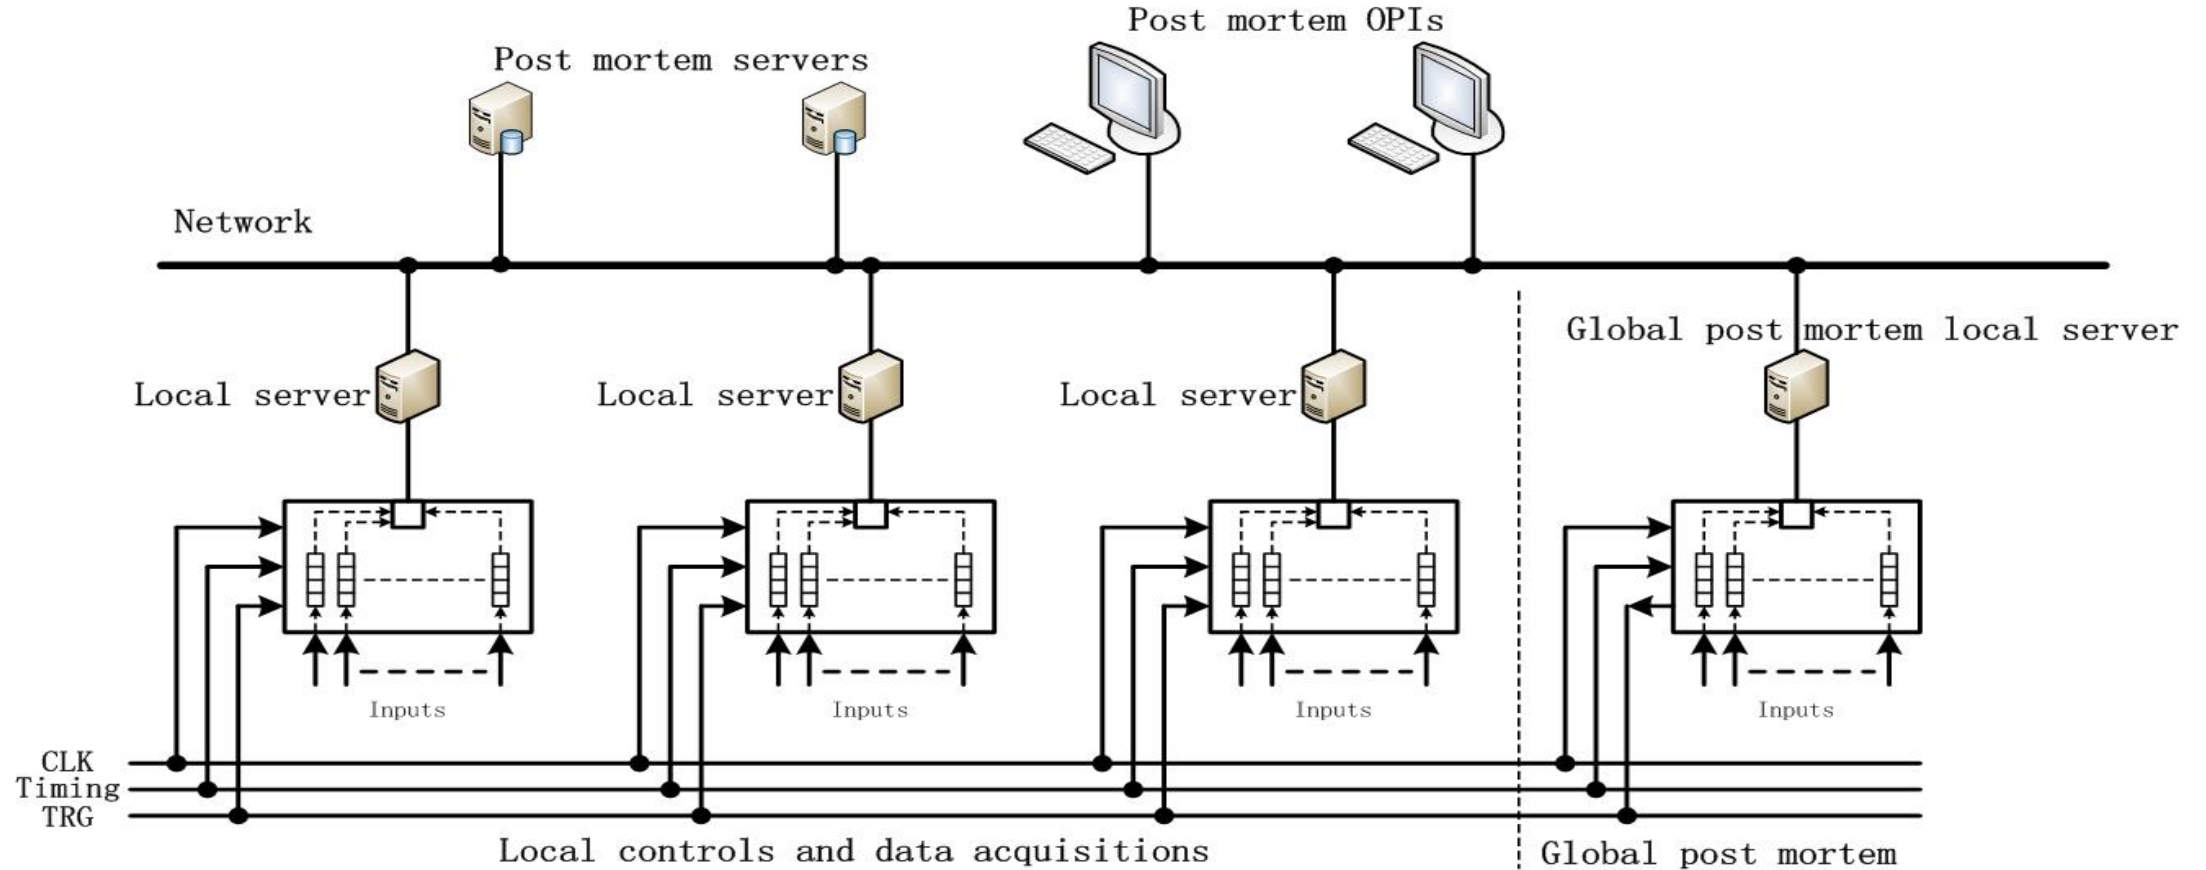 Post mortem OPIs
Post mortem servers
Network
Global post mortem local server
Local server
Local server
Local server
Inputs
Inputs
Inputs
Inputs
CLK
Timing
TRG
Local controls and data acquisitions
Global post mortem